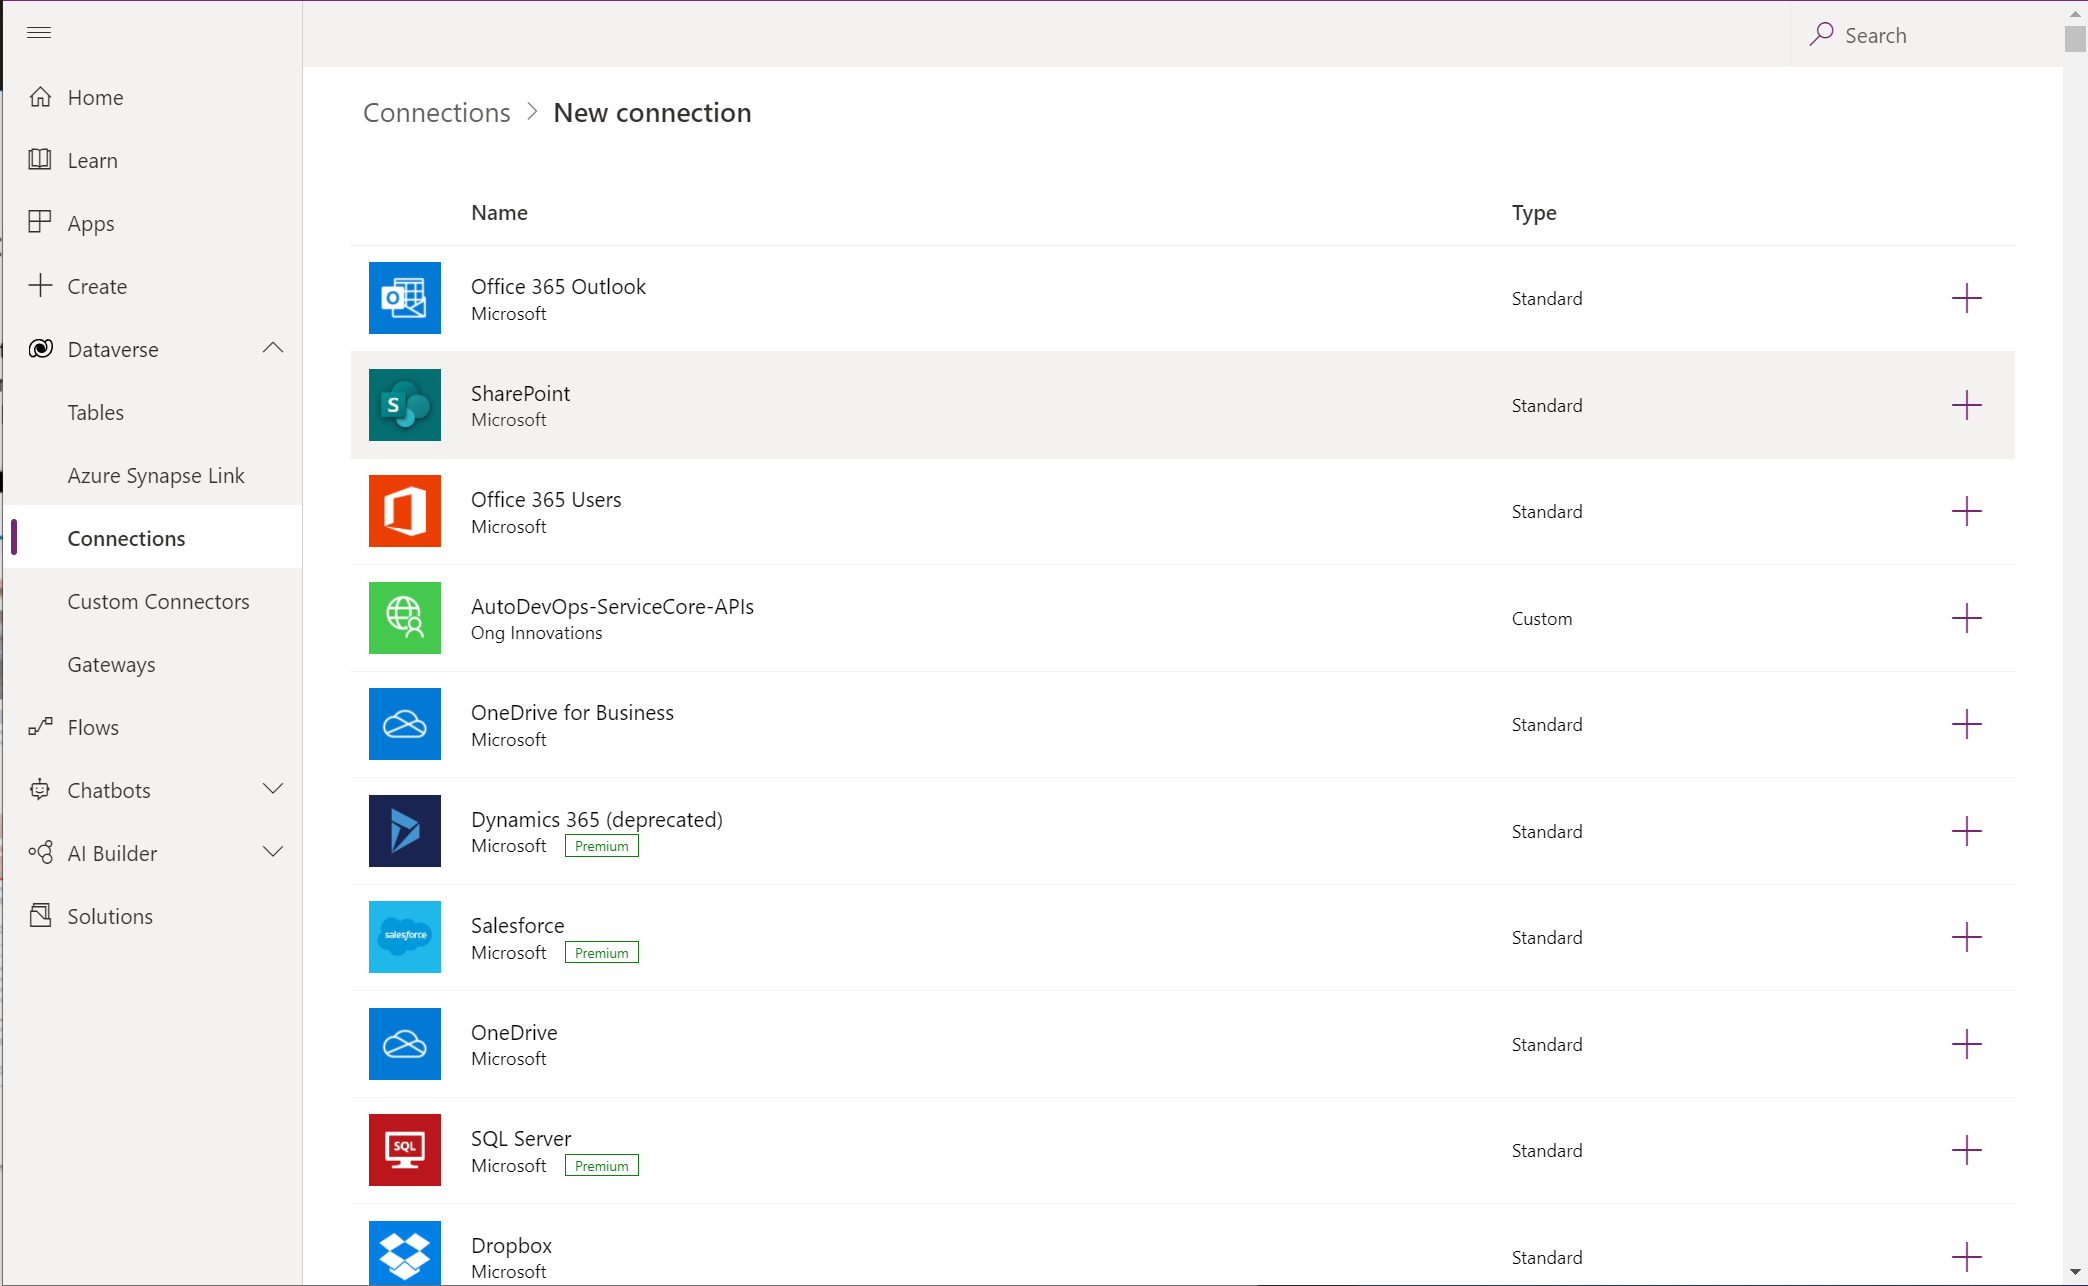 Search
Home
Learn
Apps
Create
Dataverse
Tables
Azure Synapse Link
Connections
Custom Connectors
Gateways
Flows
Chatbots
AI Builder
Solutions
Connections > New connection
Name Type
Office 365 Outlook
Microsoft
Standard
S
SharePoint
Microsoft
Standard
Office 365 Users
Microsoft
Standard
AutoDevOps-ServiceCore-APIs
Ong Innovations
Custom
OneDrive for Business
Microsoft
Standard
Dynamics 365 (deprecated)
Microsoft Premium
Standard
salesforce
Salesforce
Microsoft Premium
Standard
OneDrive
Microsoft
Standard
SQL
SQL Server
Microsoft Premium
Standard
Dropbox
Microsoft
Standard